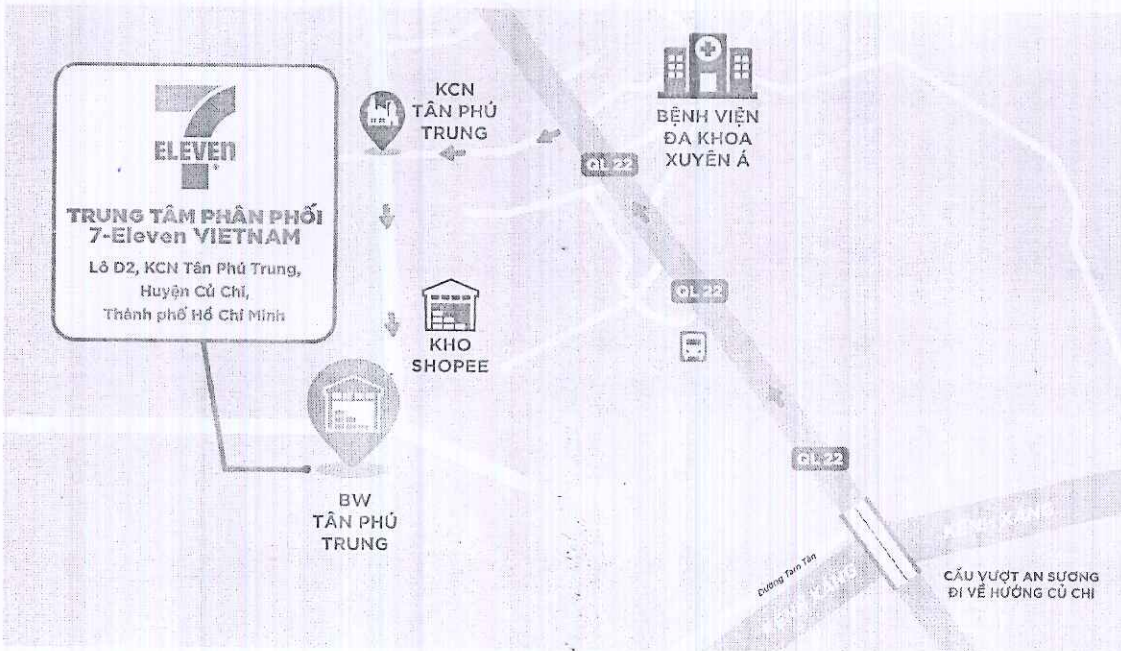 7
ELEVEN
TRUNG TÂM PHÂN PHỐI
7-Eleven VIETNAM
Lô D2, KCN Tân Phú Trung,
Huyện Củ Chi,
Thành phố Hồ Chí Minh
KCN
TÂN PHÚ
TRUNG
BỆNH VIỆN
ĐA KHOA
XUYÊN Á
QL 22
QL 22
KHO
SHOPEE
QL 22
BW
TÂN PHÚ
TRUNG
Đường Tam Tân
CẦU VƯỢT AN SƯƠNG
ĐI VỀ HƯỚNG CỦ CHI